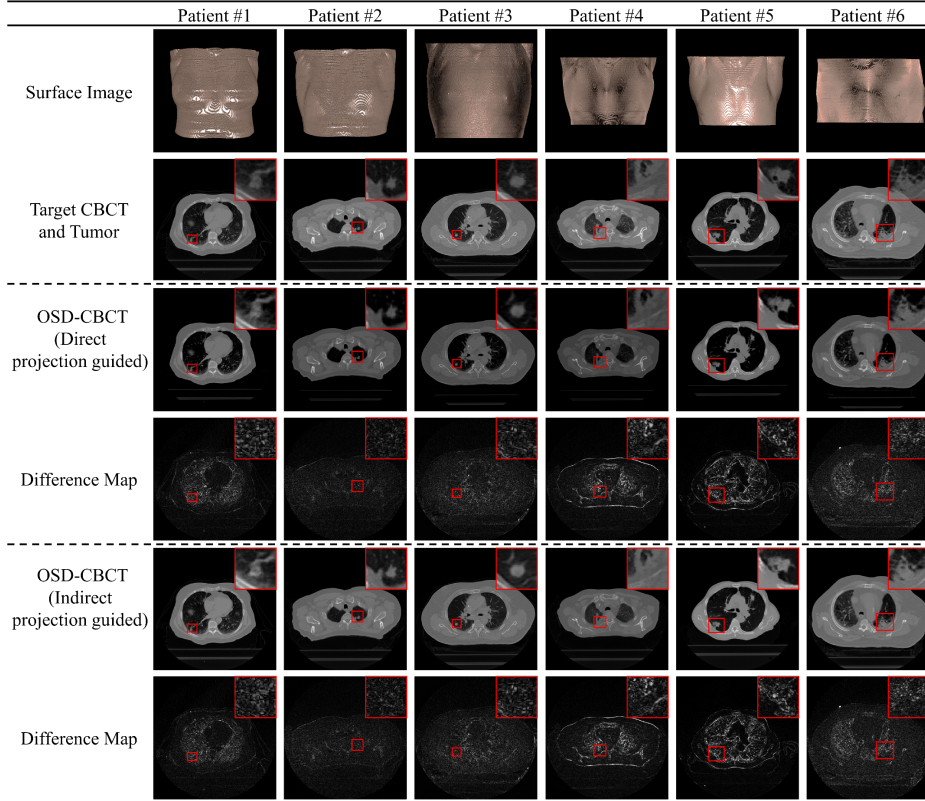 Patient #1 Patient #2 Patient #3 Patient #4 Patient #5 Patient #6
Surface Image
Target CBCT
and Tumor
OSD-CBCT
(Direct
projection guided)
Difference Map
OSD-CBCT
(Indirect
projection guided)
Difference Map